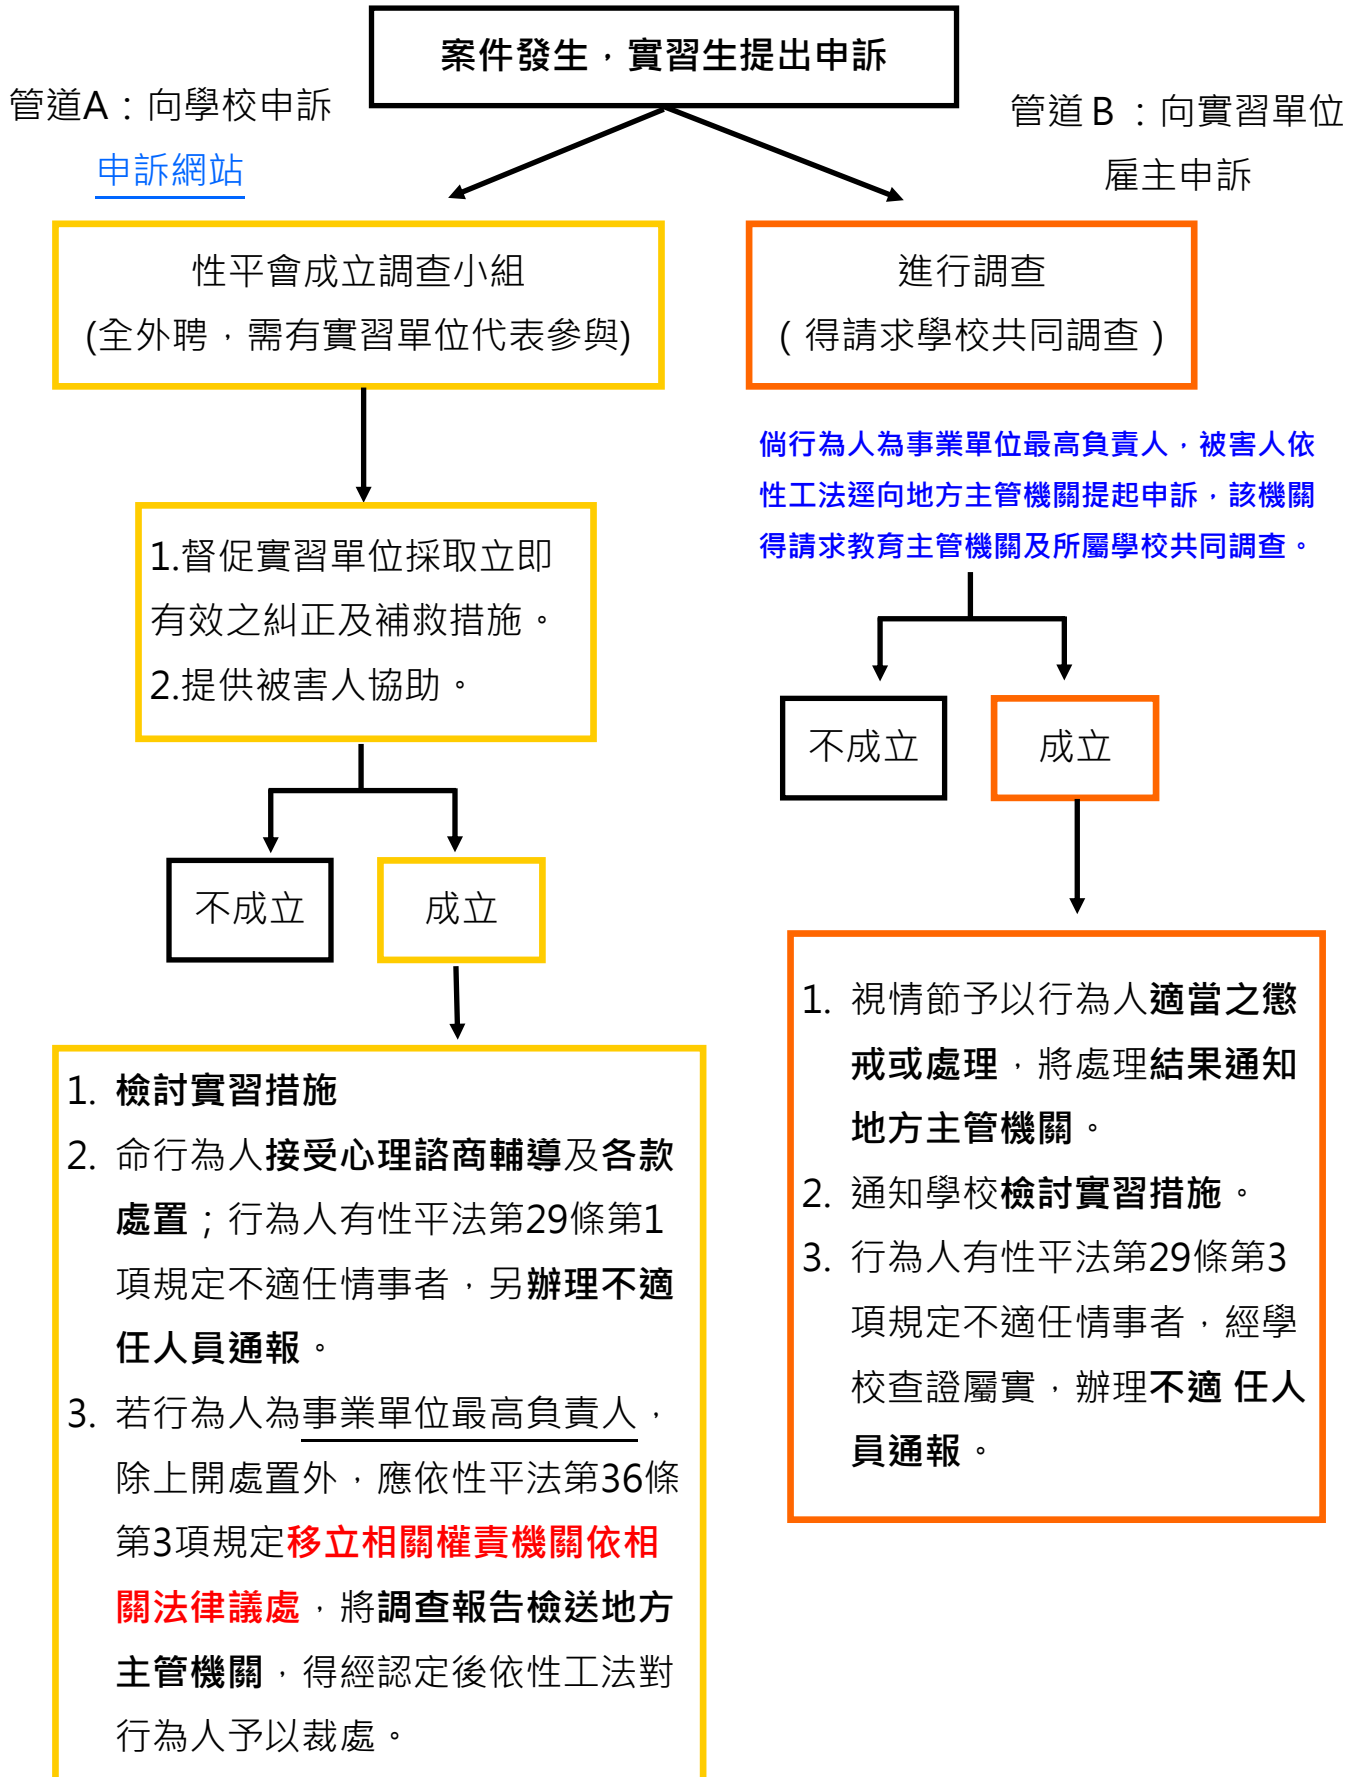 案件發生，實習生提出申訴
管道A：向學校申訴
申訴網站
管道B：向實習單位
雇主申訴
性平會成立調查小組
(全外聘，需有實習單位代表參與)
進行調查
（得請求學校共同調查）
倘行為人為事業單位最高負責人，被害人依
性工法逕向地方主管機關提起申訴，該機關
得請求教育主管機關及所屬學校共同調查。
1.督促實習單位採取立即
有效之糾正及補救措施。
2.提供被害人協助。
不成立
成立
不成立
成立
1. 檢討實習措施
2. 命行為人接受心理諮商輔導及各款
處置；行為人有性平法第29條第1
項規定不適任情事者，另辦理不適
任人員通報。
3. 若行為人為事業單位最高負責人，
除上開處置外，應依性平法第36條
第3項規定移立相關權責機關依相
關法律議處，將調查報告檢送地方
主管機關，得經認定後依性工法對
行為人予以裁處。
1. 視情節予以行為人適當之懲
戒或處理，將處理結果通知
地方主管機關。
2. 通知學校檢討實習措施。
3. 行為人有性平法第29條第3
項規定不適任情事者，經學
校查證屬實，辦理不適 任人
員通報。